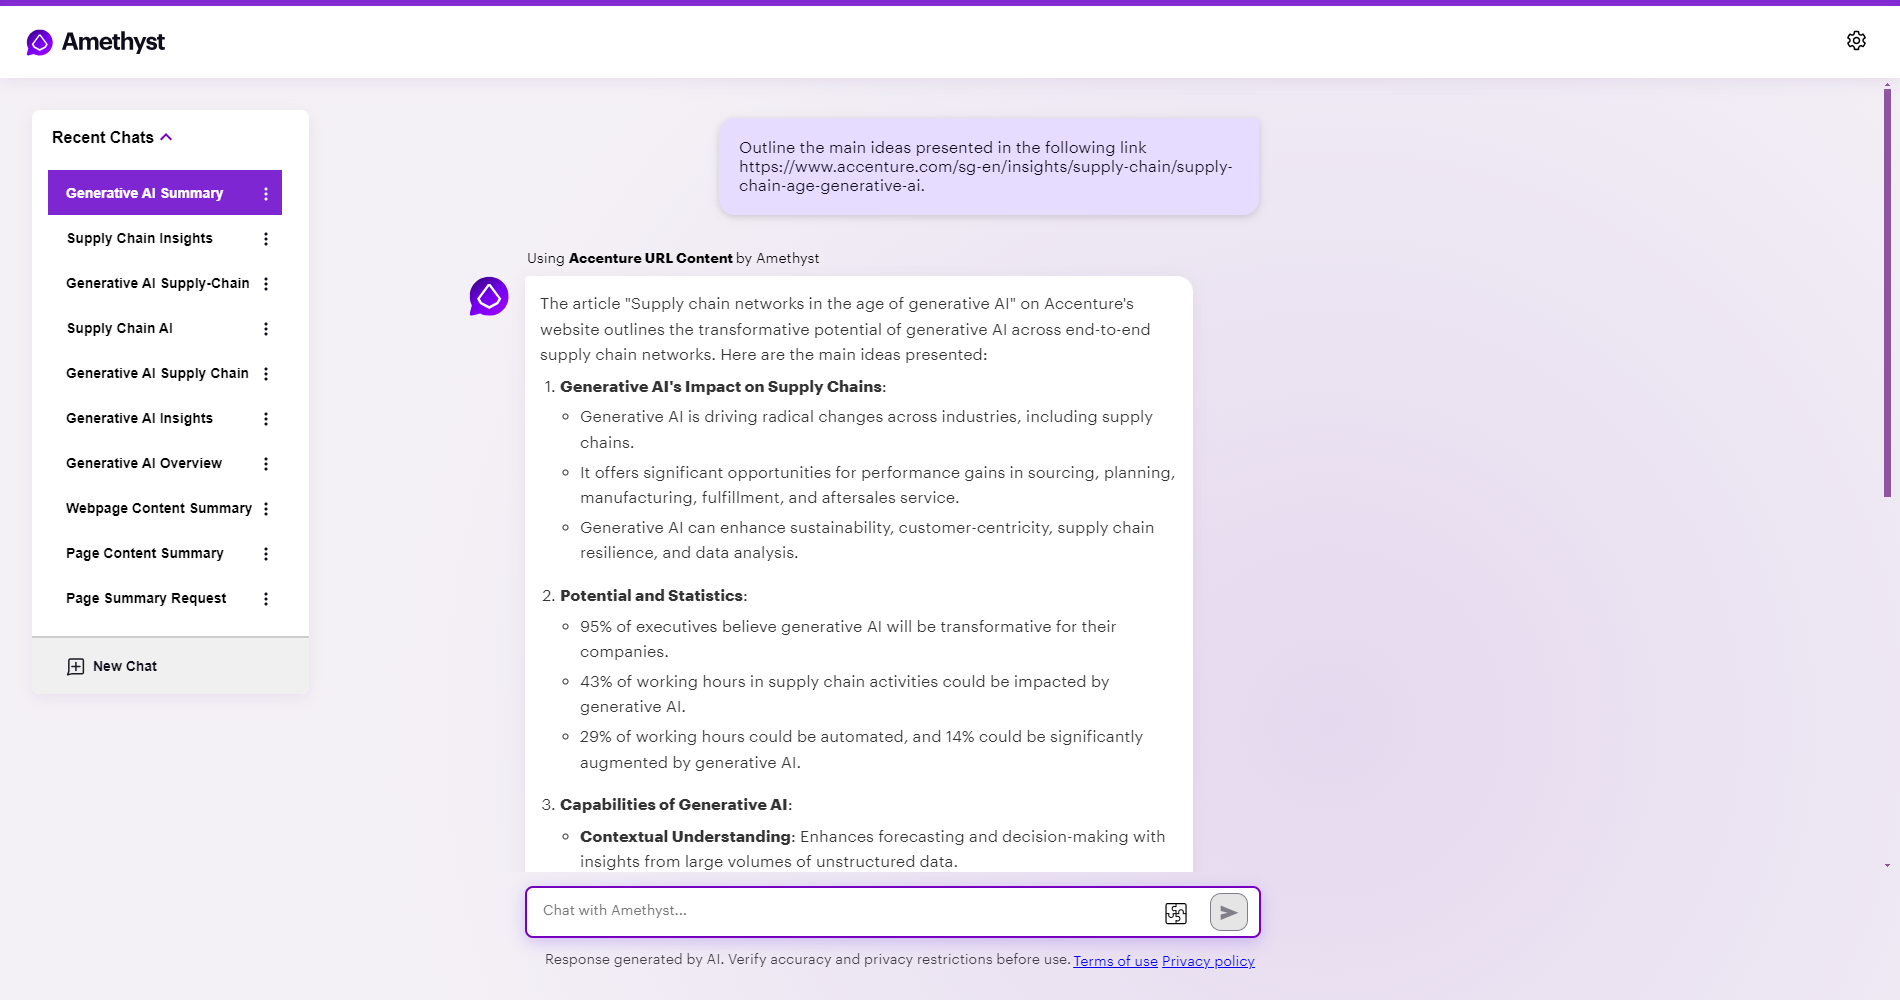 Amethyst
Recent Chats
Generative AI Summary
Supply Chain Insights
Generative AI Supply-Chain
Supply Chain AI
Generative AI Supply Chain
Generative AI Insights
Generative AI Overview
Webpage Content Summary
Page Content Summary
Page Summary Request
New Chat
Outline the main ideas presented in the following link
https://www.accenture.com/sg-en/insights/supply-chain/supply-
chain-age-generative-ai.
Using Accenture URL Content by Amethyst
The article "Supply chain networks in the age of generative AI" on Accenture's
website outlines the transformative potential of generative AI across end-to-end
supply chain networks. Here are the main ideas presented:
1. Generative AI's Impact on Supply Chains:
Generative AI is driving radical changes across industries, including supply
chains.
It offers significant opportunities for performance gains in sourcing, planning,
manufacturing, fulfillment, and aftersales service.
Generative AI can enhance sustainability, customer-centricity, supply chain
resilience, and data analysis.
2. Potential and Statistics:
95% of executives believe generative AI will be transformative for their
companies.
43% of working hours in supply chain activities could be impacted by
generative AI.
29% of working hours could be automated, and 14% could be significantly
augmented by generative AI.
3. Capabilities of Generative AI:
Contextual Understanding: Enhances forecasting and decision-making with
insights from large volumes of unstructured data.
Chat with Amethyst...
Response generated by AI. Verify accuracy and privacy restrictions before use. Terms of use Privacy policy